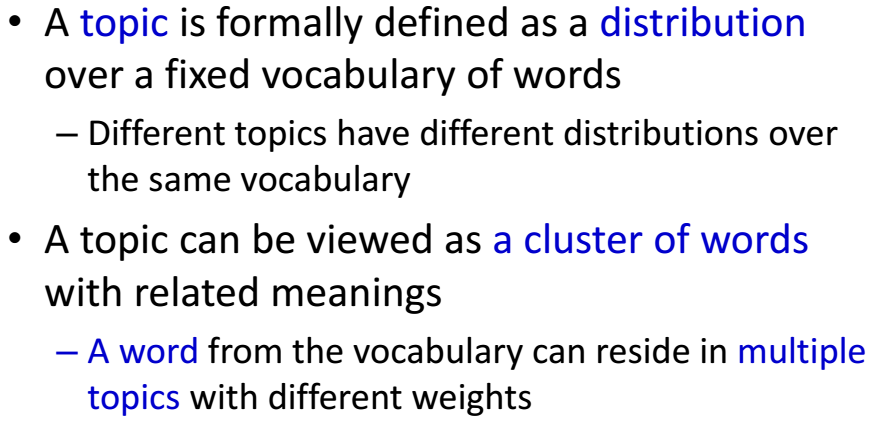 • A topic is formally defined as a distribution
over a fixed vocabulary of words
– Different topics have different distributions over
the same vocabulary
• A topic can be viewed as a cluster of words
with related meanings
– A word from the vocabulary can reside in multiple
topics with different weights